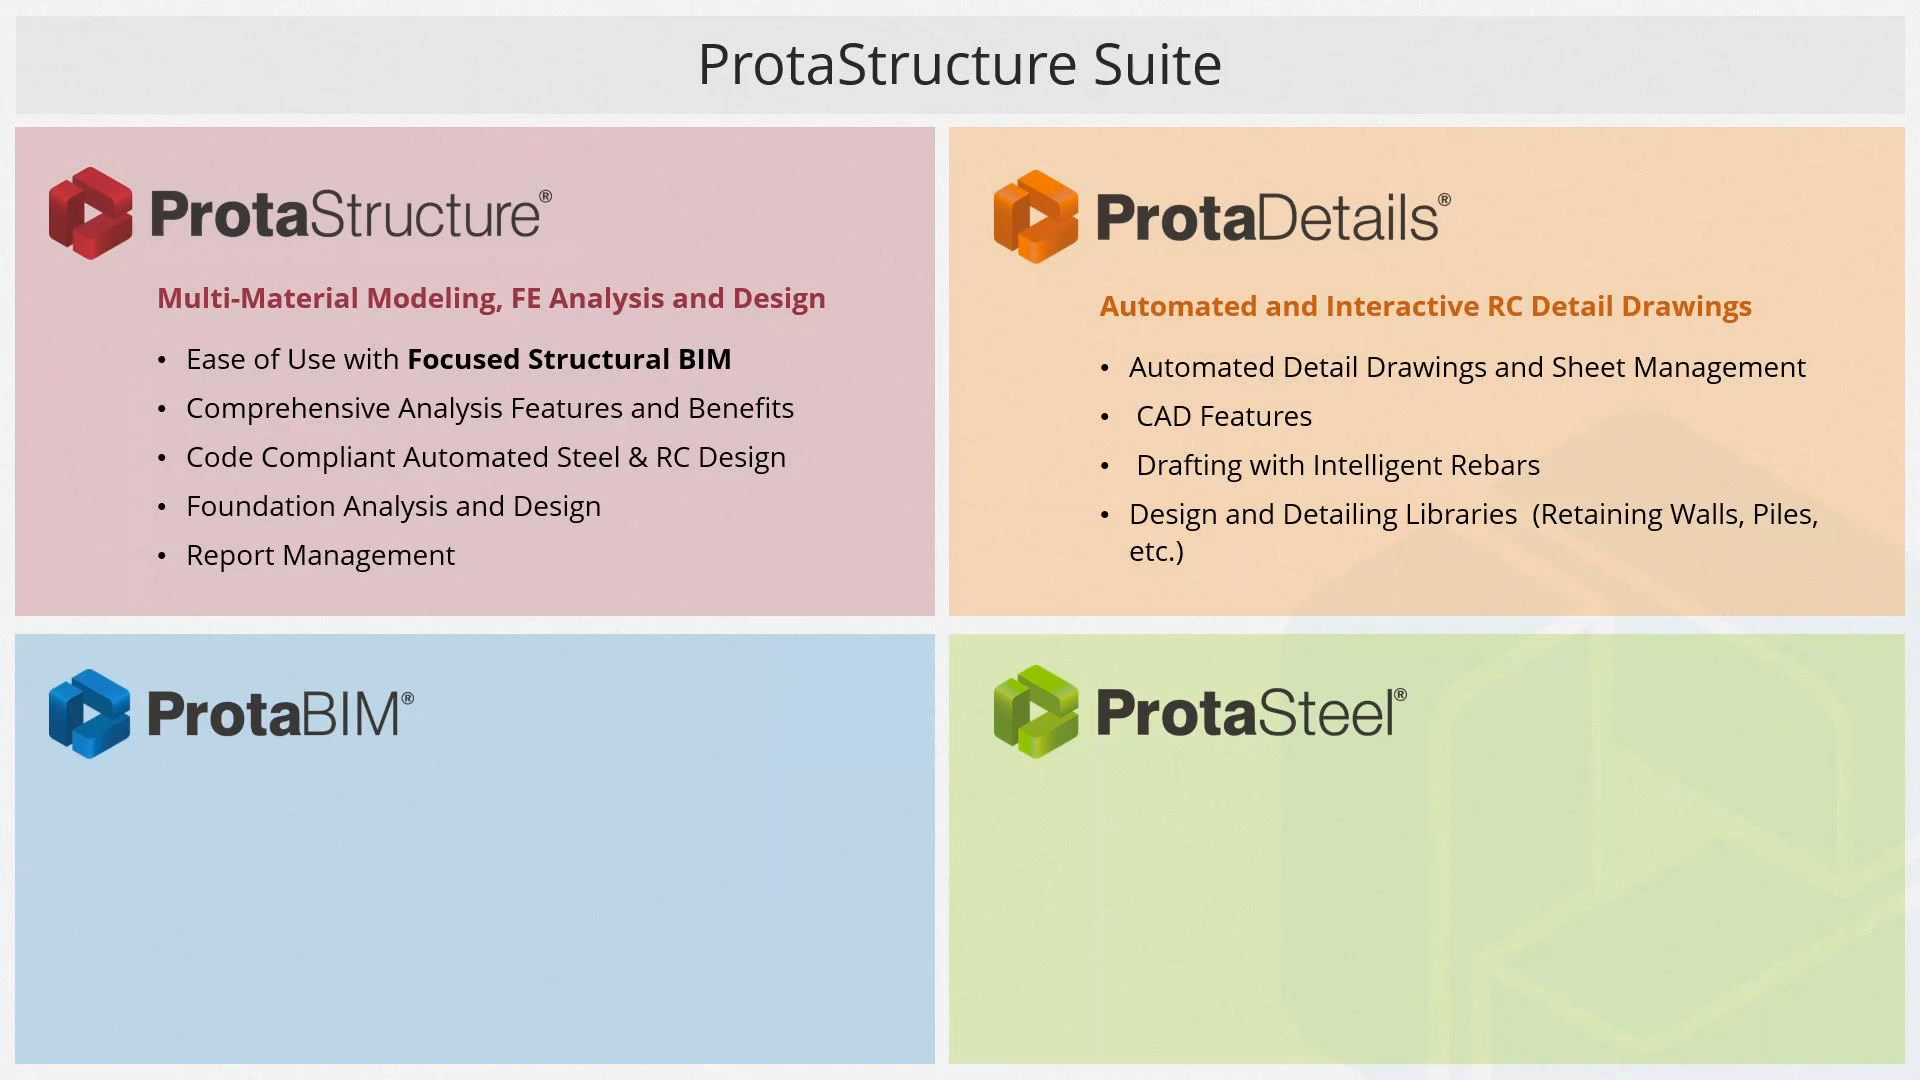 ProtaStructure Suite
ProtaStructure®
Multi-Material Modeling, FE Analysis and Design
• Ease of Use with Focused Structural BIM
• Comprehensive Analysis Features and Benefits
• Code Compliant Automated Steel & RC Design
• Foundation Analysis and Design
• Report Management
ProtaDetails®
Automated and Interactive RC Detail Drawings
• Automated Detail Drawings and Sheet Management
• CAD Features
• Drafting with Intelligent Rebars
• Design and Detailing Libraries (Retaining Walls, Piles,
etc.)
ProtaBIM®
ProtaSteel®